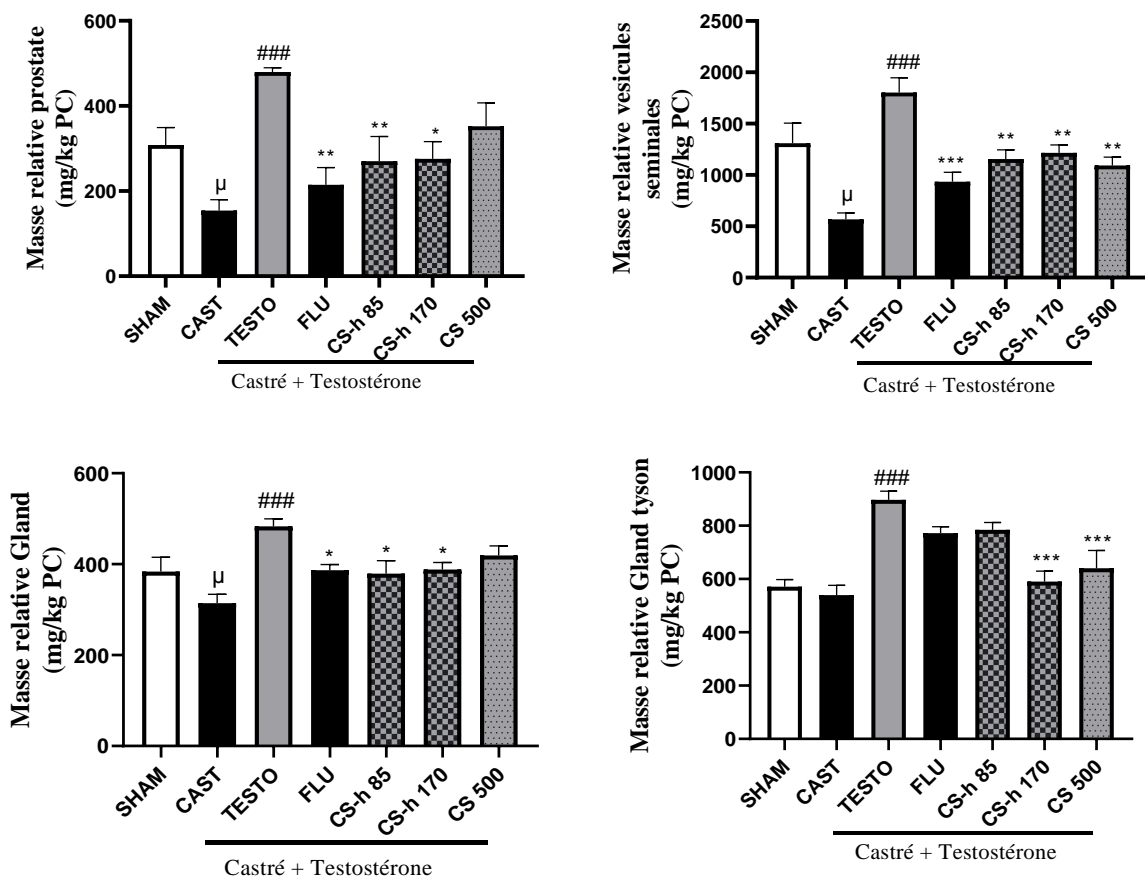 Masse relative prostate
(mg/kg PC)
600
400
200
0
###
µ
**
**
*
SHAM
CAST
TESTO
FLU
CS-h 85
CS-h 170
CS 500
Castré + Testostérone
Masse relative vesicules
seminales
(mg/kg PC)
2500
2000
1500
1000
500
0
###
µ
***
**
**
**
SHAM
CAST
TESTO
FLU
CS-h 85
CS-h 170
CS 500
Castré + Testostérone
Masse relative Gland
(mg/kg PC)
600
400
200
0
###
µ
*
*
*
SHAM
CAST
TESTO
FLU
CS-h 85
CS-h 170
CS 500
Castré + Testostérone
Masse relative Gland tyson
(mg/kg PC)
1000
800
600
400
200
0
###
***
***
SHAM
CAST
TESTO
FLU
CS-h 85
CS-h 170
CS 500
Castré + Testostérone